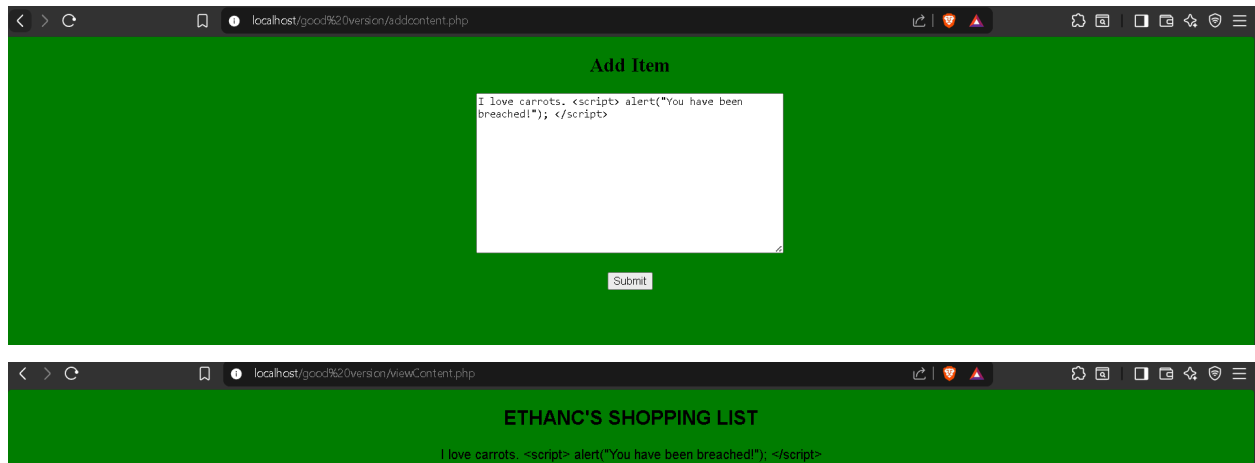 localhost/good%20version/addcontent.php
Add Item
I love carrots. <script> alert("You have been
breached!"); </script>
Submit
localhost/good%20version/viewContent.php
ETHANC'S SHOPPING LIST
I love carrots. <script> alert("You have been breached!"); </script>